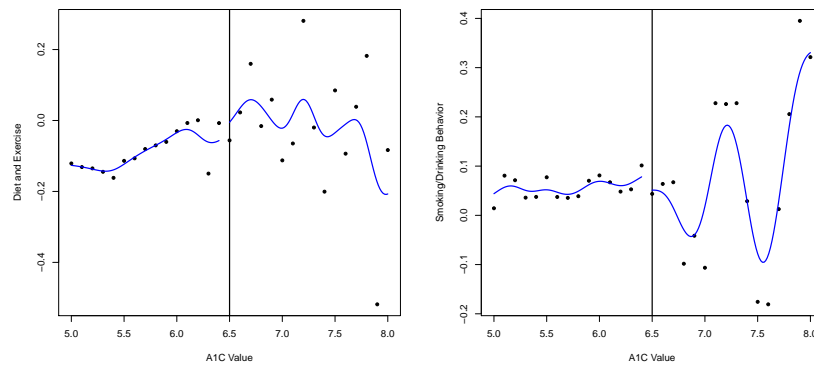 Diet and Exercise
0.2
0.0
−0.2
−0.4
5.0 5.5 6.0 6.5 7.0 7.5 8.0
A1C Value
Smoking/Drinking Behavior
0.4
0.3
0.2
0.1
0.0
−0.1
−0.2
5.0 5.5 6.0 6.5 7.0 7.5 8.0
A1C Value